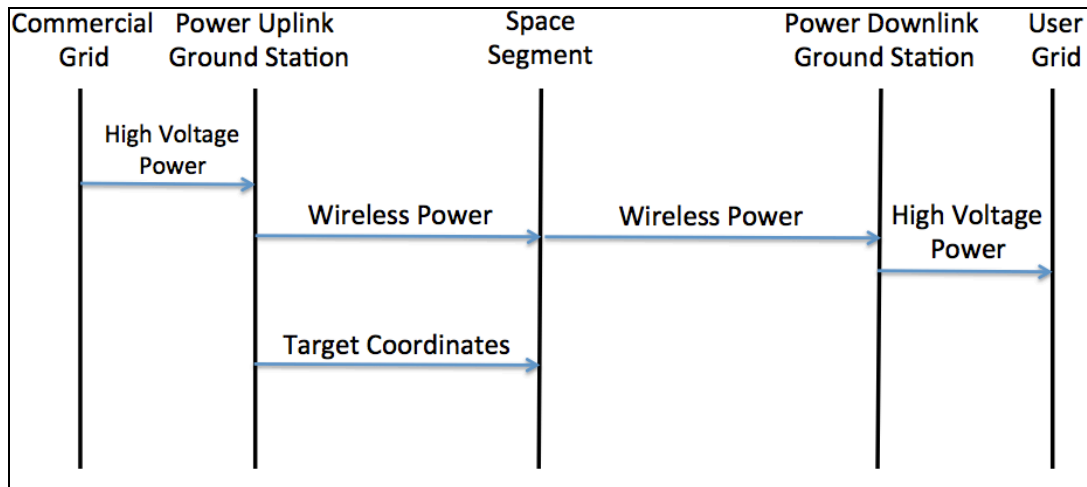 Commercial
Grid
Power Uplink
Ground Station
Space
Segment
Power Downlink
Ground Station
User
Grid
High Voltage
Power
Wireless Power
Wireless Power
High Voltage
Power
Target Coordinates